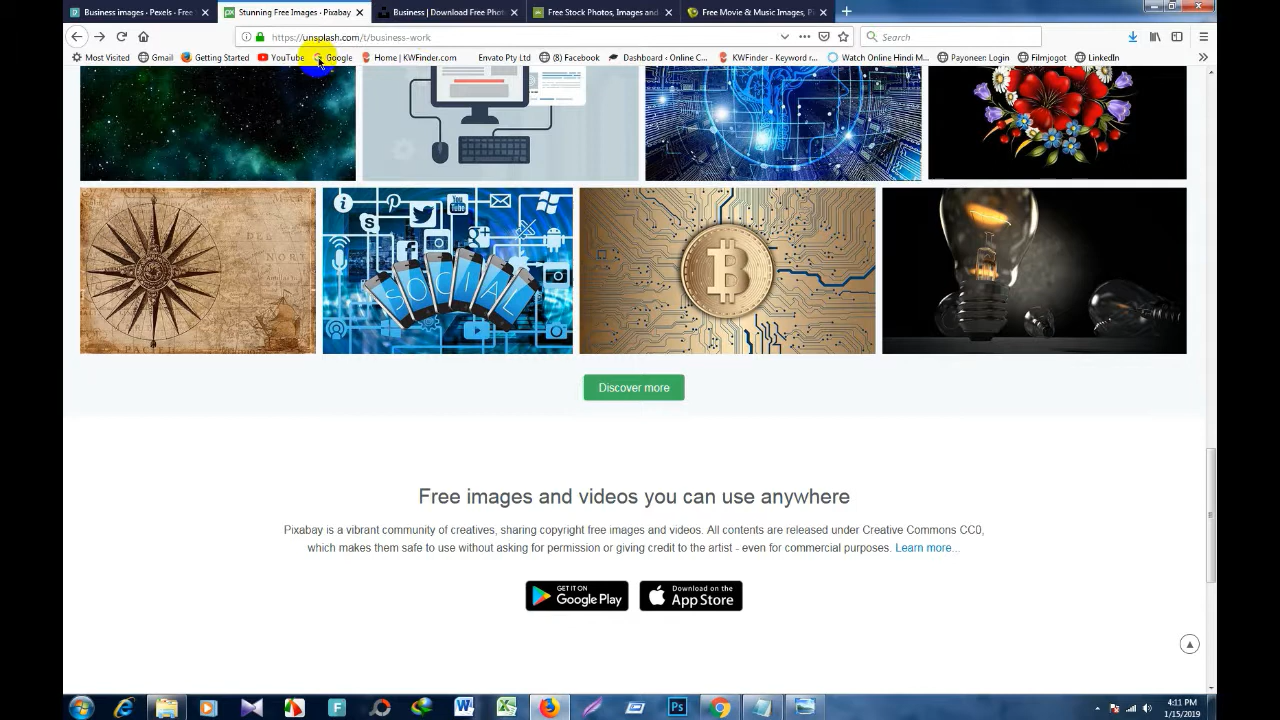 Business images · Pexels · Free
Stunning Free Images · Pixabay
Business | Download Free Phot
Free Stock Photos, Images and
Free Movie & Music Images, P
https://unsplash.com/t/business-work
Search
Most Visited
Gmail
Getting Started
YouTube
Google
Home | KWFinder.com
Envato Pty Ltd
(8) Facebook
Dashboard ‹ Online C...
KWFinder - Keyword r...
Watch Online Hindi M...
Payoneer Login
Filmjogot
LinkedIn
SOCIAL
You Tube
Discover more
Free images and videos you can use anywhere
Pixabay is a vibrant community of creatives, sharing copyright free images and videos. All contents are released under Creative Commons CC0,
which makes them safe to use without asking for permission or giving credit to the artist - even for commercial purposes. Learn more...
GET IT ON
Google Play
Download on the
App Store
4:11 PM
1/15/2019